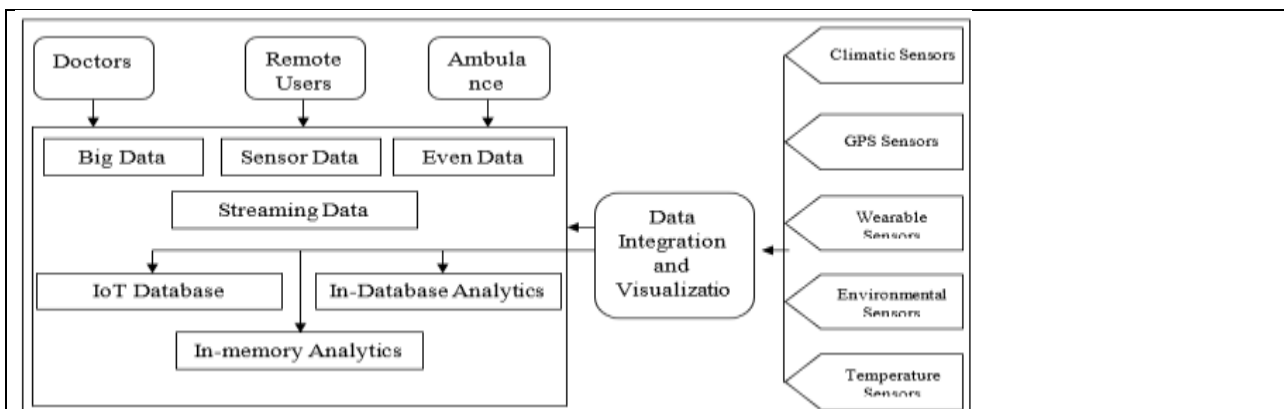 Doctors
Remote
Users
Ambula
nce
Big Data
Sensor Data
Even Data
Streaming Data
IoT Database
In-Database Analytics
In-memory Analytics
Data
Integration
and
Visualizatio
Climatic Sensors
GPS Sensors
Wearable
Sensors
Environmental
Sensors
Temperature
Sensors